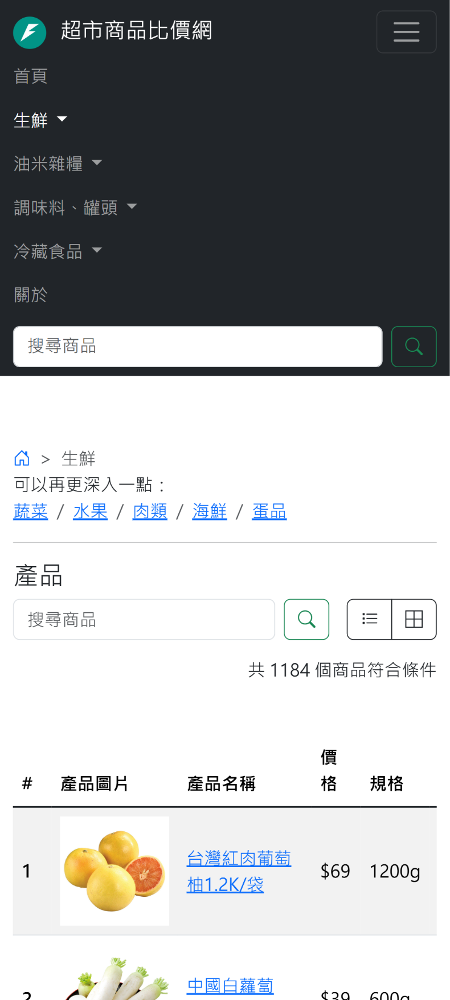 超市商品比價網
首頁
生鮮
油米雜糧
調味料、罐頭
冷藏食品
關於
搜尋商品
> 生鮮
可以再更深入一點：
蔬菜 / 水果 / 肉類 / 海鮮 / 蛋品
產品
搜尋商品
共 1184 個商品符合條件
# 產品圖片 產品名稱 價格 規格
1 台灣紅肉葡萄 $69 1200g
柚1.2K/袋
2 中國白蘿蔔 $39 600g